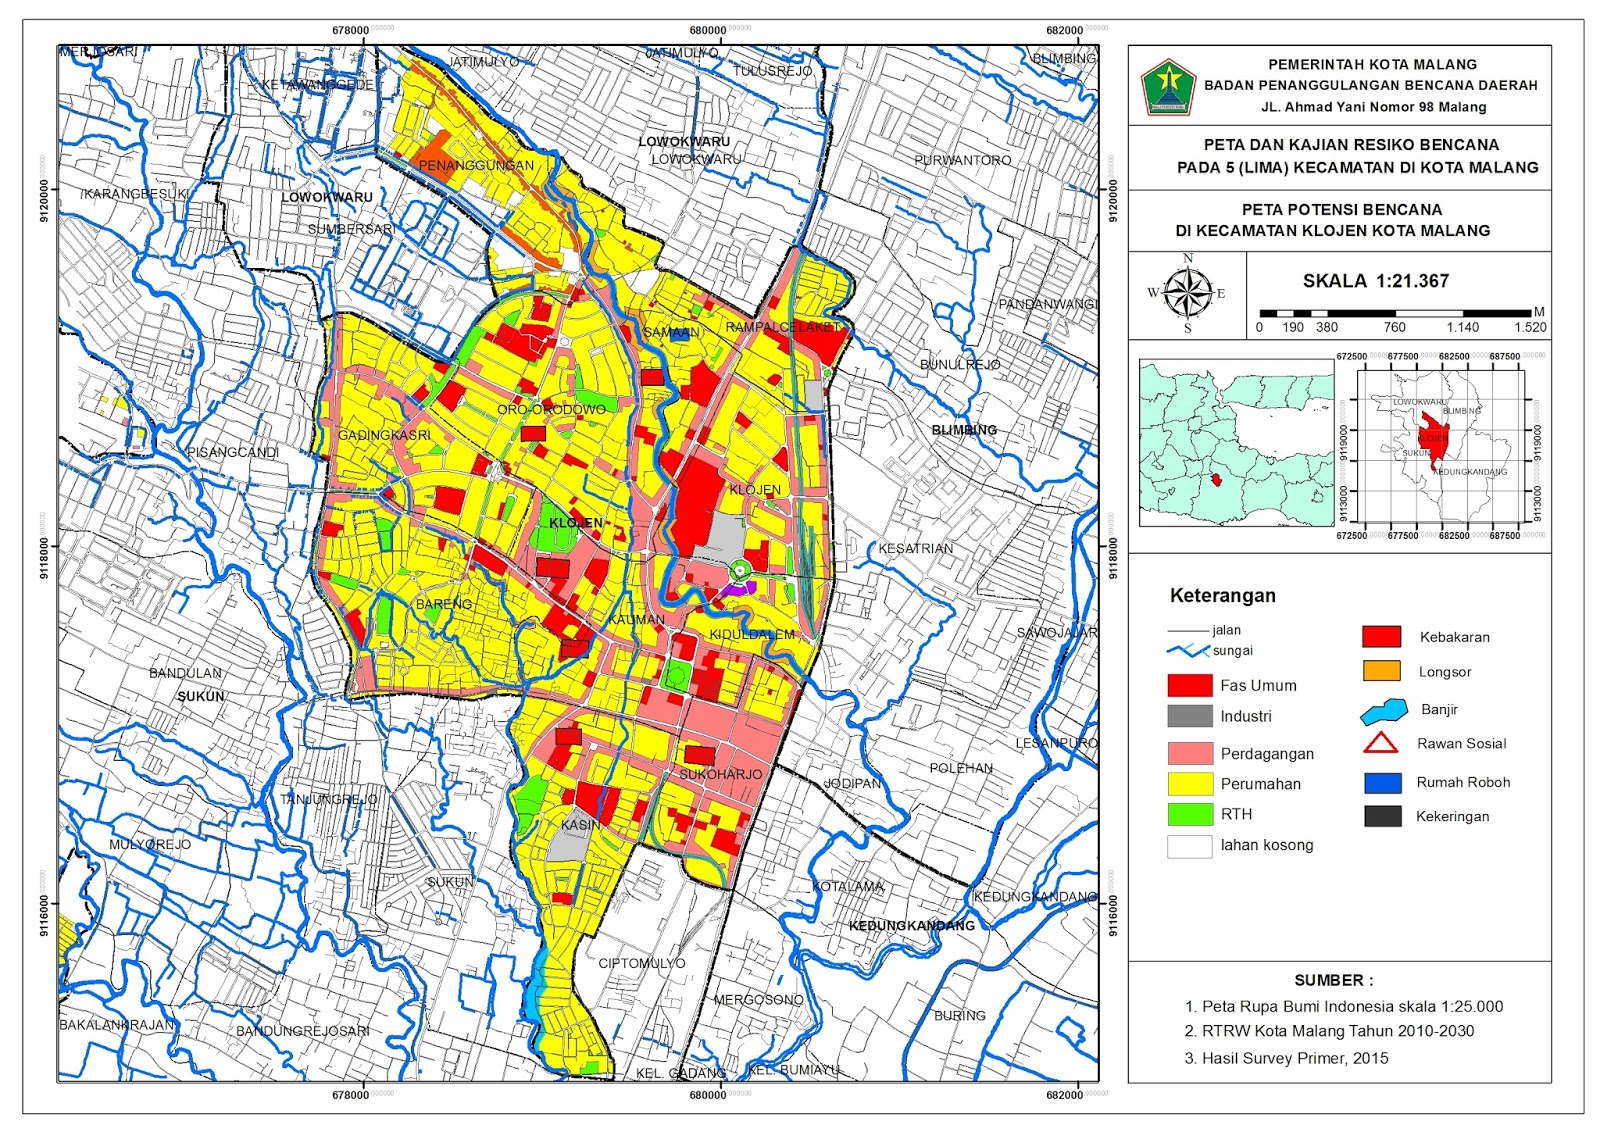 678000
680000
682000
9120000
9118000
9116000
9120000
9119000
9118000
9113000
9116000
678000
680000
682000
MERJOSARI
JATIMULYO
JATIMULYO
TULUSREJO
BLIMBING
KETAWANGGEDE
LOWOKWARU
LOWOKWARU
PENANGGUNGAN
PURWANTORO
KARANGBESUKI
LOWOKWARU
SUMBERSARI
PANDANWANGI
SAMAAN
RAMPALCELAKET
BUNULREJO
ORO-ORODOWO
GADINGKASRI
BLIMBING
PISANGCANDI
KLOJEN
KLOJEN
KESATRIAN
BARENG
KAUMAN
KIDULDALEM
SAWOJAJAR
BANDULAN
SUKUN
LESANPURO
SUKOHARJO
POLEHAN
JODIPAN
TANJUNGREJO
KASIN
MULYOREJO
SUKUN
KOTALAMA
KEDUNGKANDANG
KEDUNGKANDANG
CIPTOMULYO
MERGOSONO
BURING
BAKALANKRAJAN
BANDUNGREJOSARI
KEL. GADANG
KEL. BUMIAYU
PEMERINTAH KOTA MALANG
BADAN PENANGGULANGAN BENCANA DAERAH
JL. Ahmad Yani Nomor 98 Malang
PETA DAN KAJIAN RESIKO BENCANA
PADA 5 (LIMA) KECAMATAN DI KOTA MALANG
PETA POTENSI BENCANA
DI KECAMATAN KLOJEN KOTA MALANG
N
W E
S
SKALA 1:21.367
M
0 190 380 760 1.140 1.520
672500 677500 682500 687500
LOWOKWARU
BLIMBING
KLOJEN
SUKUN
KEDUNGKANDANG
672500 677500 682500 687500
Keterangan
jalan
sungai
Fas Umum
Industri
Perdagangan
Perumahan
RTH
lahan kosong
Kebakaran
Longsor
Banjir
Rawan Sosial
Rumah Roboh
Kekeringan
SUMBER :
1. Peta Rupa Bumi Indonesia skala 1:25.000
2. RTRW Kota Malang Tahun 2010-2030
3. Hasil Survey Primer, 2015